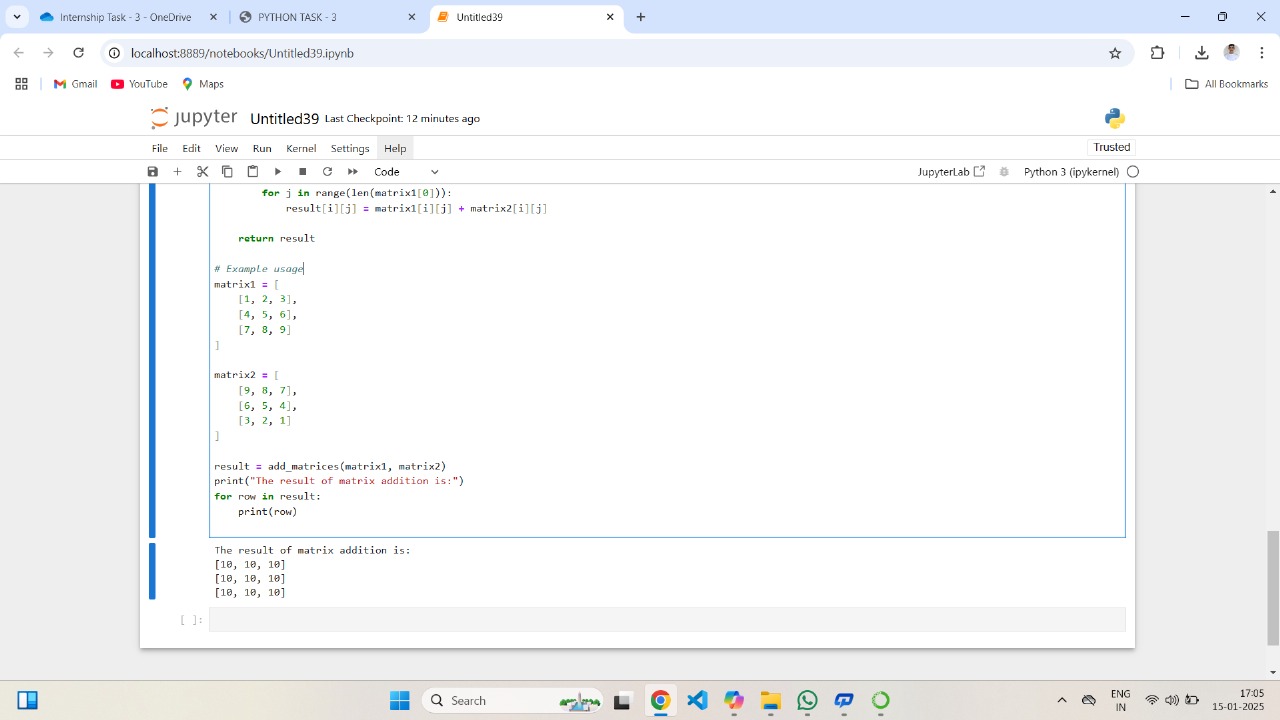 Internship Task - 3 - OneDrive
PYTHON TASK - 3
Untitled39
localhost:8889/notebooks/Untitled39.ipynb
Gmail
YouTube
Maps
All Bookmarks
jupyter
Untitled39
Last Checkpoint: 12 minutes ago
File
Edit
View
Run
Kernel
Settings
Help
Trusted
Code
JupyterLab
Python 3 (ipykernel)
for j in range(len(matrix1[0])):
result[i][j] = matrix1[i][j] + matrix2[i][j]
return result
# Example usage
matrix1 = [
[1, 2, 3],
[4, 5, 6],
[7, 8, 9]
]
matrix2 = [
[9, 8, 7],
[6, 5, 4],
[3, 2, 1]
]
result = add_matrices(matrix1, matrix2)
print("The result of matrix addition is:")
for row in result:
print(row)
The result of matrix addition is:
[10, 10, 10]
[10, 10, 10]
[10, 10, 10]
[ ]:
Search
ENG
IN
17:05
15-01-2025